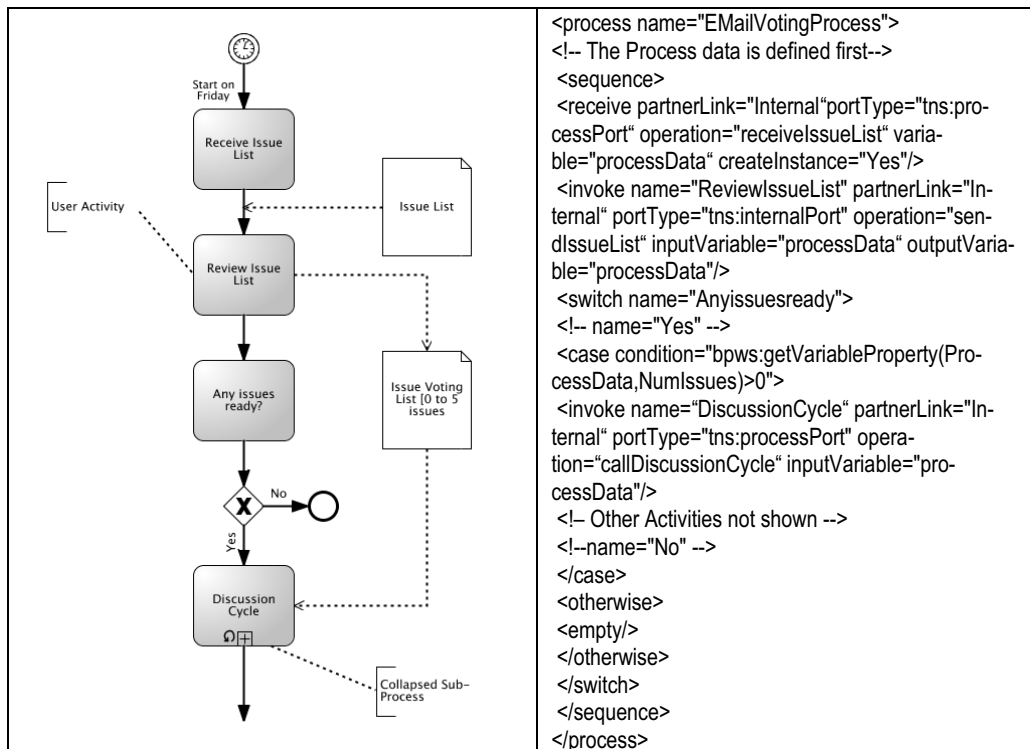 Start on
Friday
Receive Issue
List
User Activity
Issue List
Review Issue
List
Any issues
ready?
Issue Voting
List [0 to 5
issues
No
X
Yes
Discussion
Cycle
Collapsed Sub-
Process
<process name="EMailVotingProcess">
<!-- The Process data is defined first-->
<sequence>
<receive partnerLink="Internal“portType="tns:pro-
cessPort“ operation="receiveIssueList“ varia-
ble="processData“ createInstance="Yes"/>
<invoke name="ReviewIssueList" partnerLink="In-
ternal“ portType="tns:internalPort" operation="sen-
dIssueList“ inputVariable="processData“ outputVaria-
ble="processData"/>
<switch name="Anyissuesready">
<!-- name="Yes" -->
<case condition="bpws:getVariableProperty(Pro-
cessData,NumIssues)>0">
<invoke name=“DiscussionCycle“ partnerLink="In-
ternal“ portType="tns:processPort“ opera-
tion=“callDiscussionCycle“ inputVariable="pro-
cessData"/>
<!– Other Activities not shown -->
<!--name="No" -->
</case>
<otherwise>
<empty/>
</otherwise>
</switch>
</sequence>
</process>